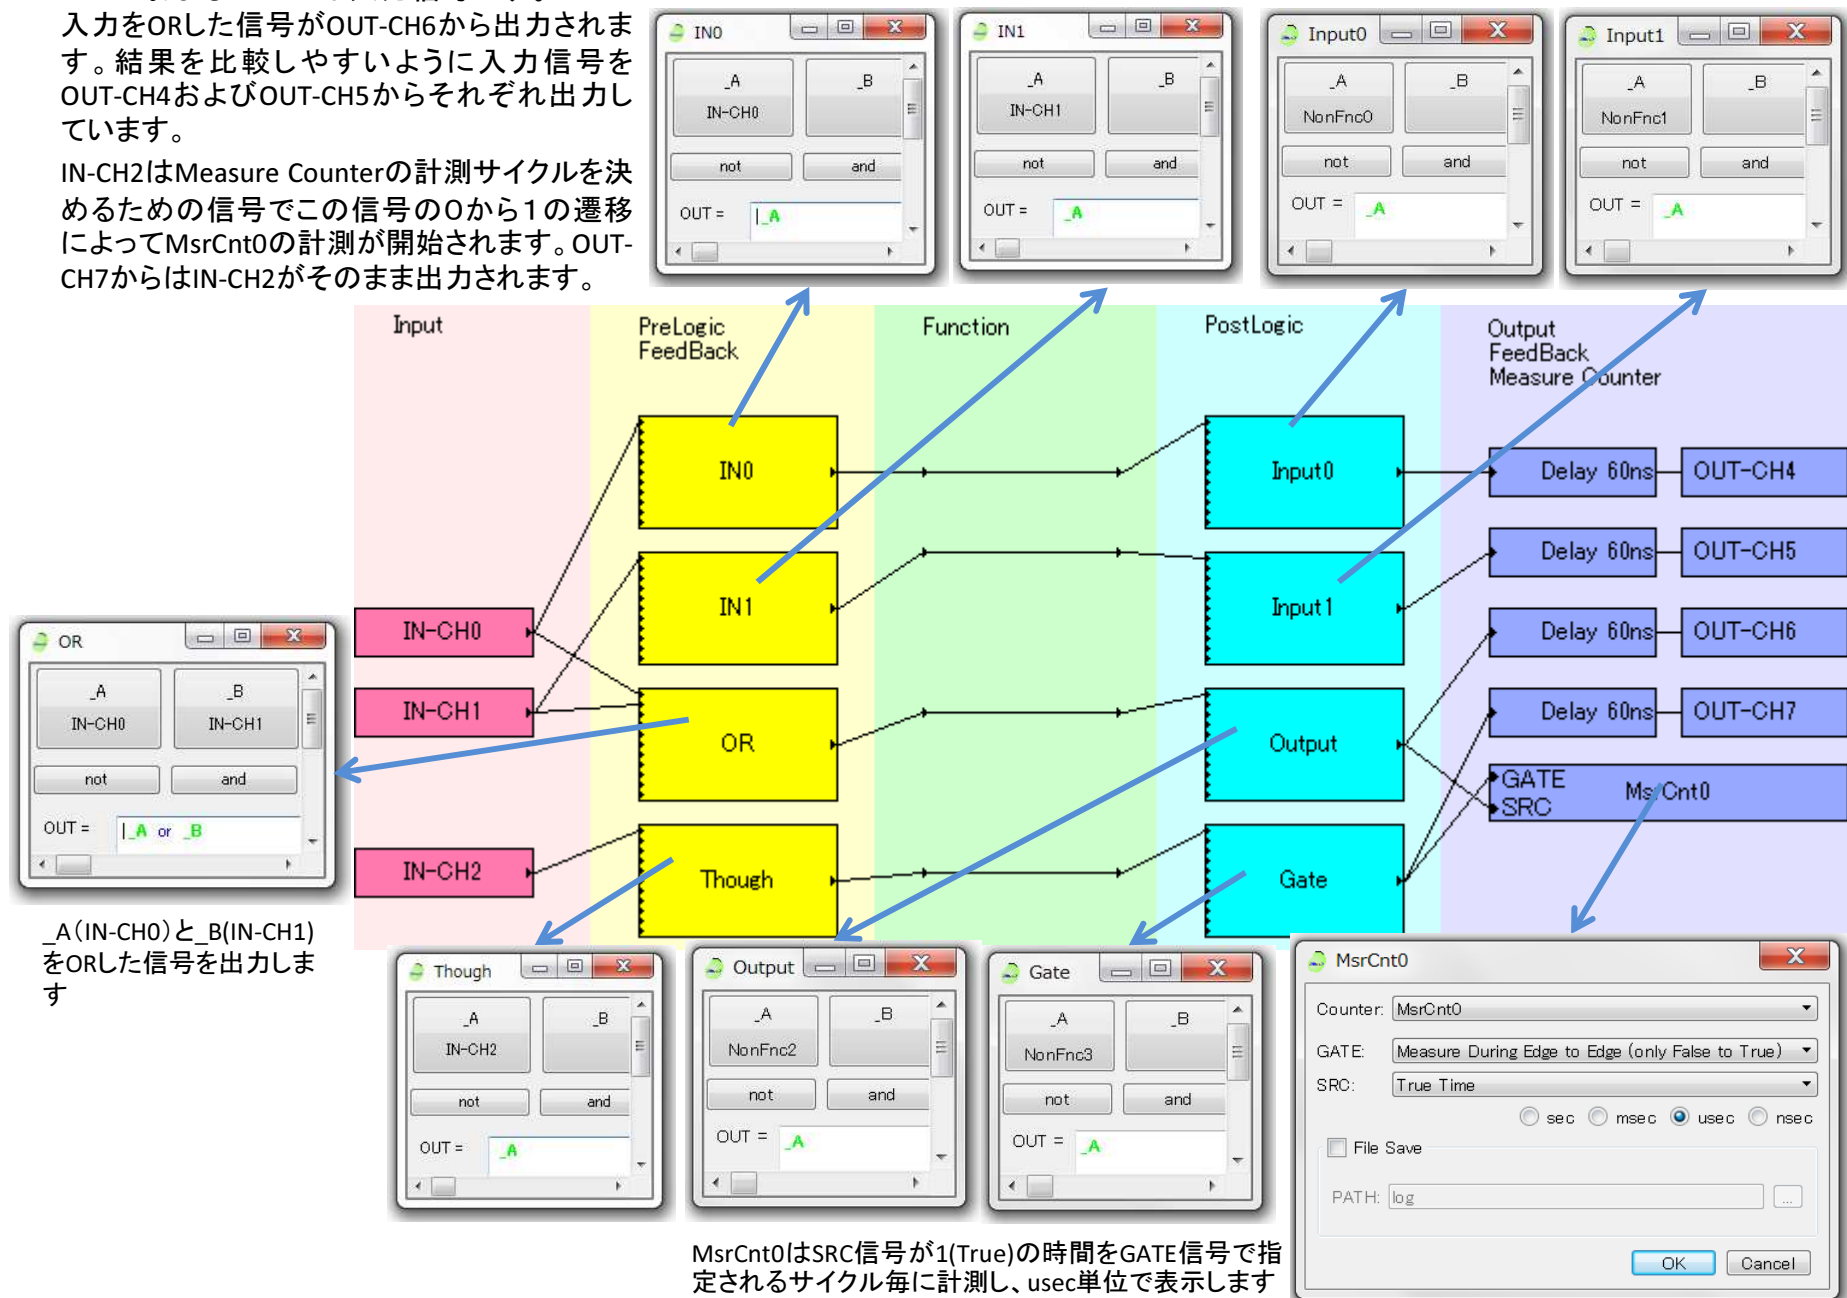 入力をORした信号がOUT-CH6から出力されま
す。結果を比較しやすいように入力信号を
OUT-CH4およびOUT-CH5からそれぞれ出力し
ています。
IN-CH2はMeasure Counterの計測サイクルを決
めるための信号でこの信号の0から1の遷移
によってMsrCnt0の計測が開始されます。OUT-
CH7からはIN-CH2がそのまま出力されます。
IN0
_A
IN-CH0
_B
not
and
OUT = _A
IN1
_A
IN-CH1
_B
not
and
OUT = _A
Input0
_A
NonFnc0
_B
not
and
OUT = _A
Input1
_A
NonFnc1
_B
not
and
OUT = _A
Input
PreLogic
FeedBack
Function
PostLogic
Output
FeedBack
Measure Counter
IN0
Input0
Delay 60ns
OUT-CH4
IN1
Input1
Delay 60ns
OUT-CH5
IN-CH0
Delay 60ns
OUT-CH6
IN-CH1
OR
Output
Delay 60ns
OUT-CH7
GATE
SRC
MsrCnt0
IN-CH2
Though
Gate
OR
_A
IN-CH0
_B
IN-CH1
not
and
OUT = _A or _B
_A(IN-CH0)と_B(IN-CH1)
をORした信号を出力しま
す
Though
_A
IN-CH2
_B
not
and
OUT = _A
Output
_A
NonFnc2
_B
not
and
OUT = _A
Gate
_A
NonFnc3
_B
not
and
OUT = _A
MsrCnt0
Counter: MsrCnt0
GATE: Measure During Edge to Edge (only False to True)
SRC: True Time
sec msec usec nsec
File Save
PATH: log ...
OK Cancel
MsrCnt0はSRC信号が1(True)の時間をGATE信号で指
定されるサイクル毎に計測し、usec単位で表示します